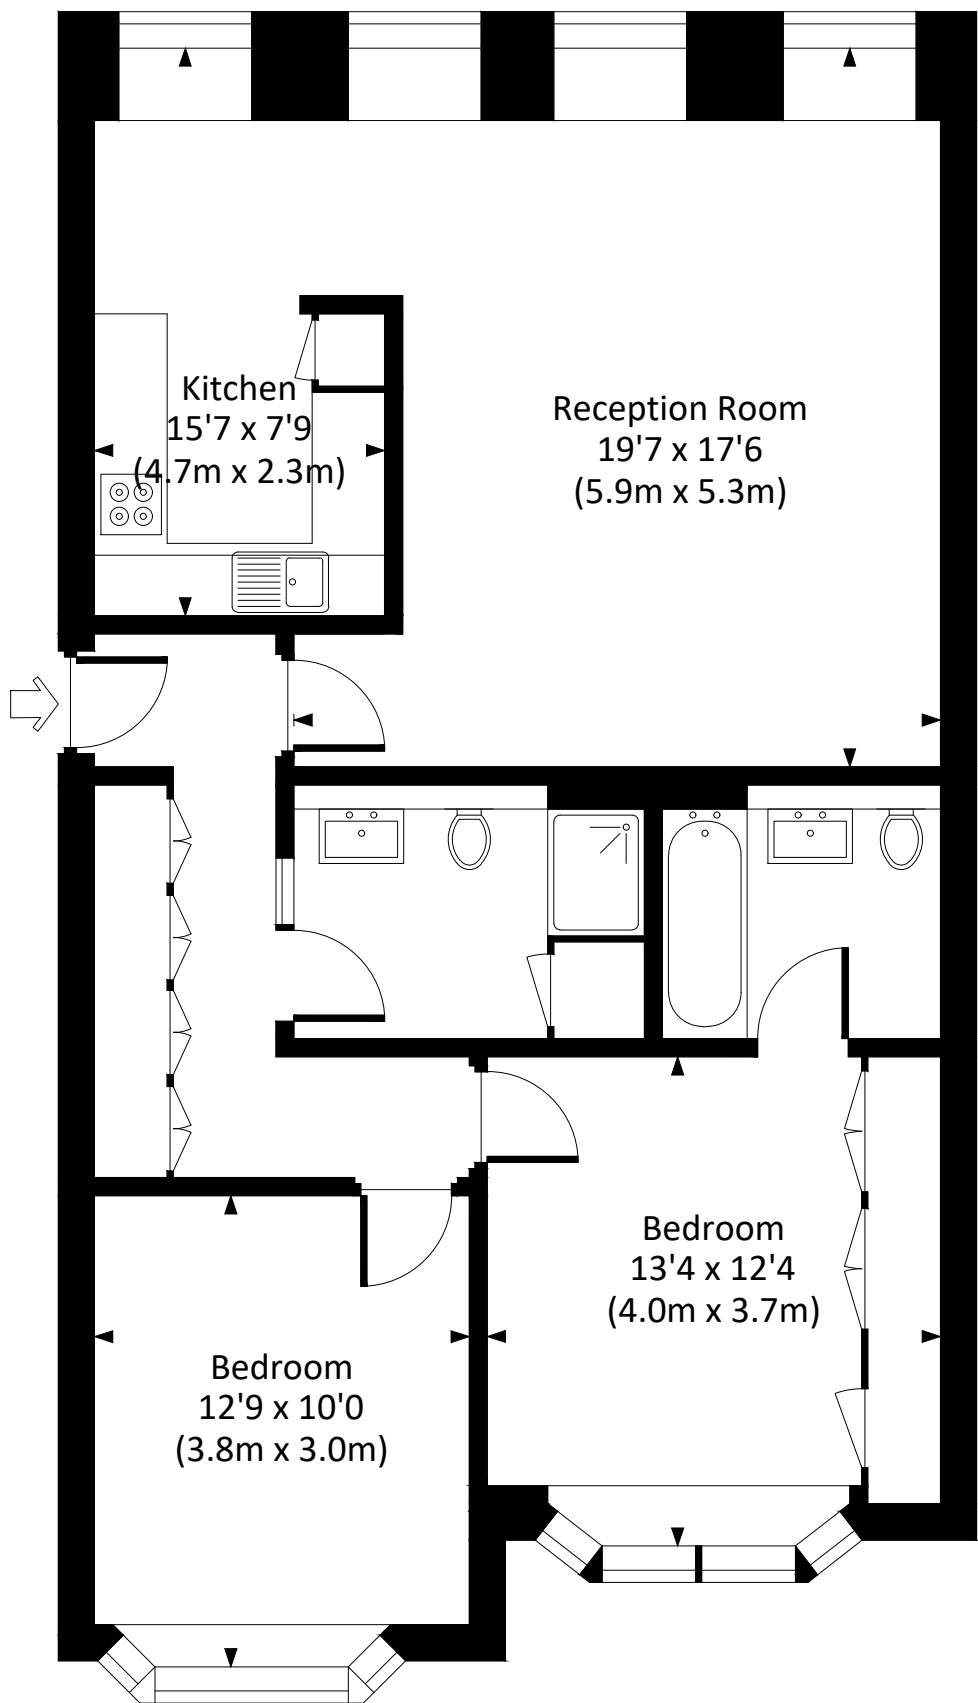 Kitchen
15'7 x 7'9
(4.7m x 2.3m)
Reception Room
19'7 x 17'6
(5.9m x 5.3m)
Bedroom
13'4 x 12'4
(4.0m x 3.7m)
Bedroom
12'9 x 10'0
(3.8m x 3.0m)